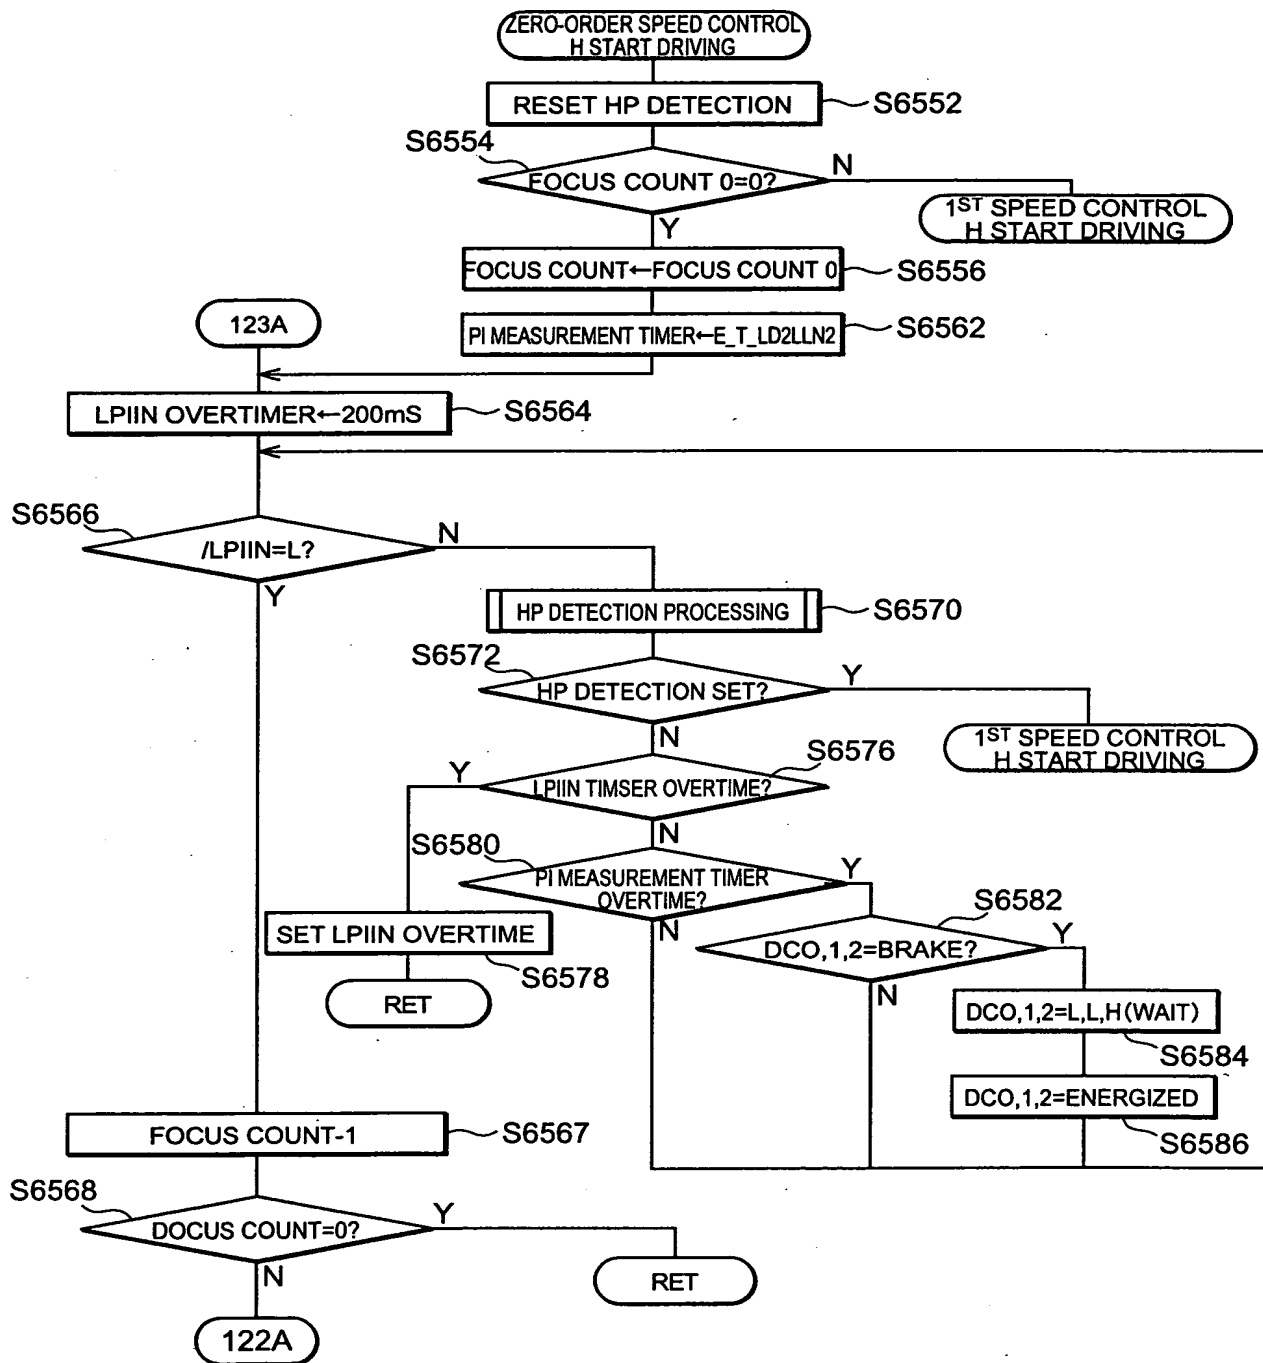 ZERO-ORDER SPEED CONTROL
H START DRIVING
RESET HP DETECTION
S6552
S6554
FOCUS COUNT 0=0?
N
Y
1ST SPEED CONTROL
H START DRIVING
FOCUS COUNT←FOCUS COUNT 0
S6556
123A
PI MEASUREMENT TIMER←E_T_LD2LLN2
S6562
LPIIN OVERTIMER←200mS
S6564
S6566
/LPIIN=L?
N
Y
HP DETECTION PROCESSING
S6570
S6572
HP DETECTION SET?
Y
N
1ST SPEED CONTROL
H START DRIVING
S6576
Y
LPIIN TIMSER OVERTIME?
N
S6580
PI MEASUREMENT TIMER
OVERTIME?
Y
N
S6582
SET LPIIN OVERTIME
S6578
DCO,1,2=BRAKE?
Y
N
RET
DCO,1,2=L,L,H(WAIT)
S6584
DCO,1,2=ENERGIZED
S6586
FOCUS COUNT-1
S6567
S6568
DOCUS COUNT=0?
Y
N
RET
122A